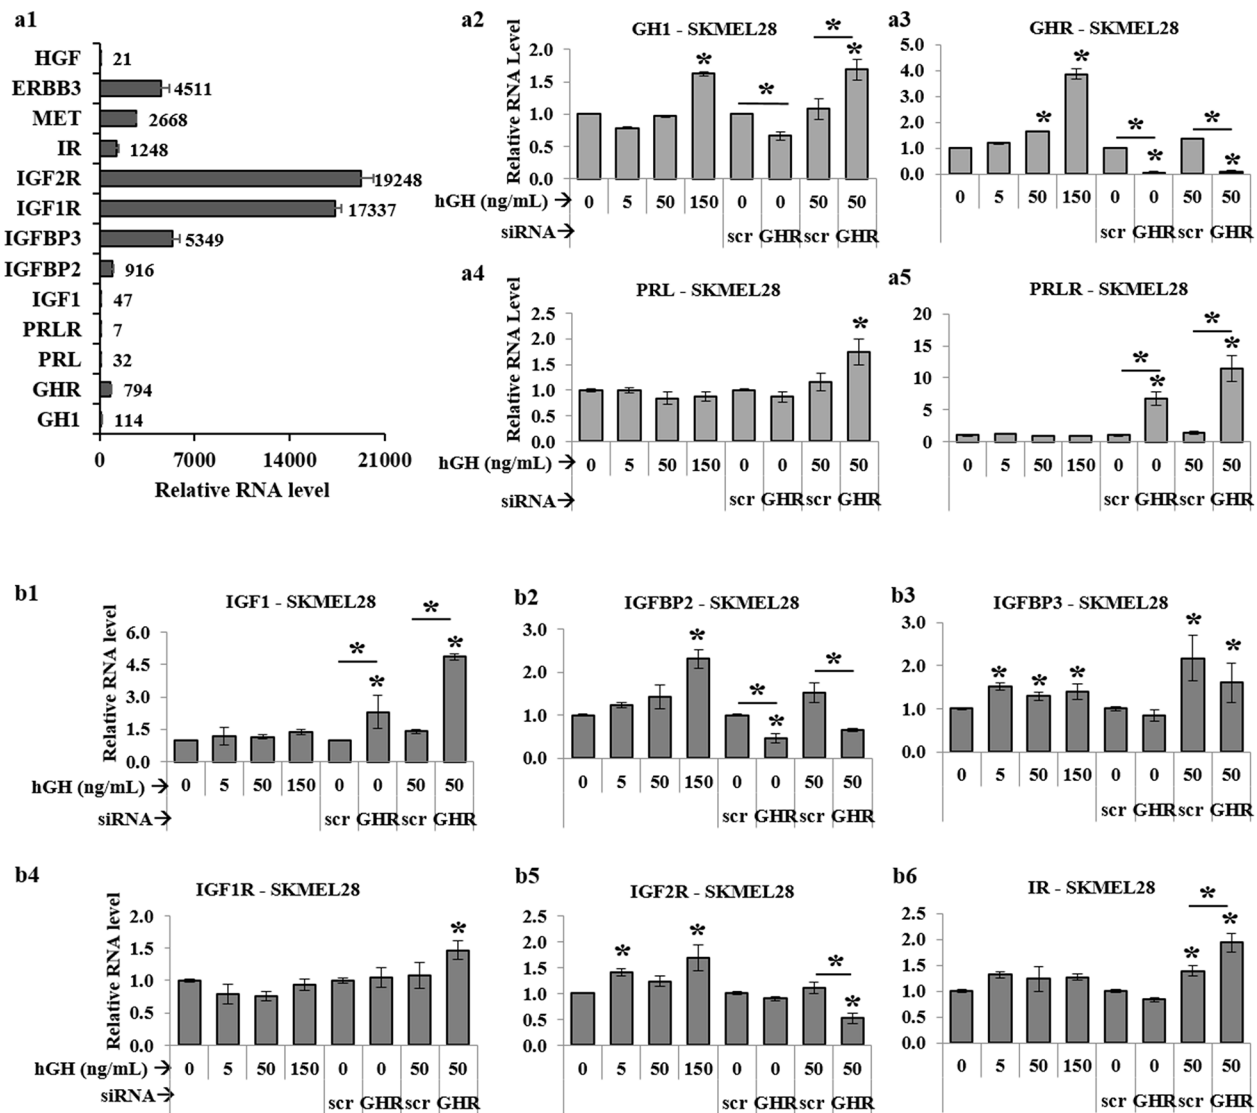 a1
HGF 21
ERBB3 4511
MET 2668
IR 1248
IGF2R 19248
IGF1R 17337
IGFBP3 5349
IGFBP2 916
IGF1 47
PRLR 7
PRL 32
GHR 794
GH1 114
0 7000 14000 21000
Relative RNA level
a2
GH1 - SKMEL28
Relative RNA Level
2.0
1.5
1.0
0.5
0.0
* * * *
hGH (ng/mL) → 0 5 50 150 0 0 50 50
siRNA→ scr GHR scr GHR
a3
GHR - SKMEL28
5.0
4.0
3.0
2.0
1.0
0.0
* * * * * *
0 5 50 150 0 0 50 50
scr GHR scr GHR
a4
PRL - SKMEL28
Relative RNA Level
2.5
2.0
1.5
1.0
0.5
0.0
*
hGH (ng/mL)→ 0 5 50 150 0 0 50 50
siRNA→ scr GHR scr GHR
a5
PRLR - SKMEL28
20
15
10
5
0
* * * *
0 5 50 150 0 0 50 50
scr GHR scr GHR
b1
IGF1 - SKMEL28
Relative RNA level
6.0
4.5
3.0
1.5
0.0
* * * *
hGH (ng/mL) → 0 5 50 150 0 0 50 50
siRNA→ scr GHR scr GHR
b2
IGFBP2 - SKMEL28
3.0
2.0
1.0
0.0
* * * *
0 5 50 150 0 0 50 50
scr GHR scr GHR
b3
IGFBP3 - SKMEL28
3.0
2.0
1.0
0.0
* * * * *
0 5 50 150 0 0 50 50
scr GHR scr GHR
b4
IGF1R - SKMEL28
Relative RNA level
2.0
1.5
1.0
0.5
0.0
*
hGH (ng/mL) → 0 5 50 150 0 0 50 50
siRNA→ scr GHR scr GHR
b5
IGF2R - SKMEL28
2.5
2.0
1.5
1.0
0.5
0.0
* * * *
0 5 50 150 0 0 50 50
scr GHR scr GHR
b6
IR - SKMEL28
2.5
2.0
1.5
1.0
0.5
0.0
* * *
0 5 50 150 0 0 50 50
scr GHR scr GHR